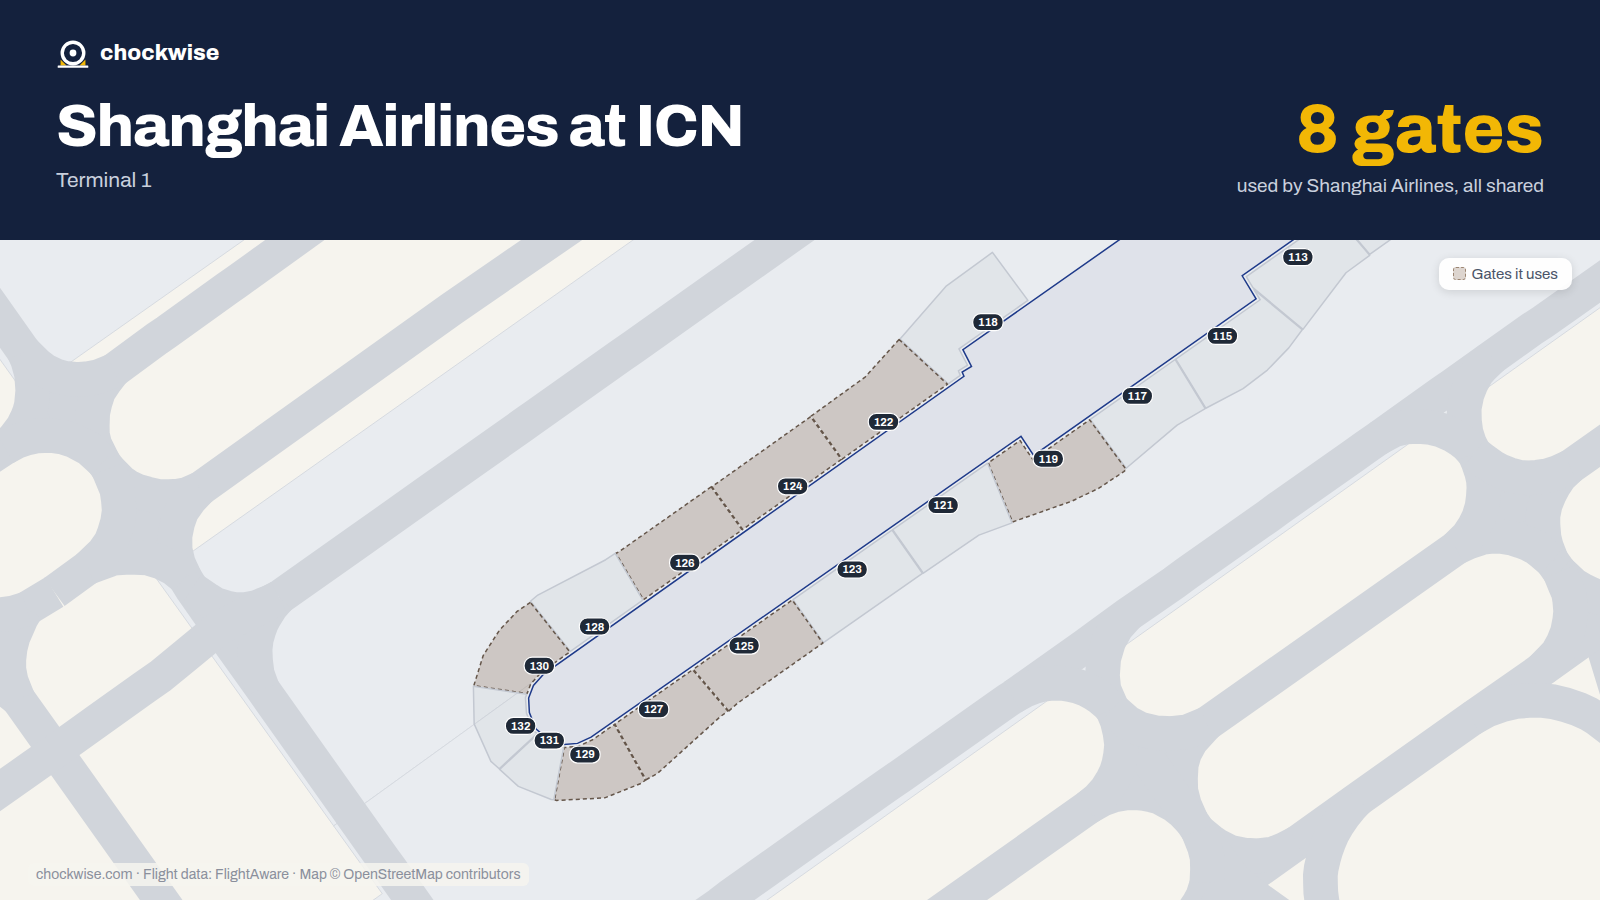 chockwise
Shanghai Airlines at ICN
Terminal 1
8 gates
used by Shanghai Airlines, all shared
Gates it uses
113
118
115
117
122
119
124
121
126
123
128
125
130
127
132
131
129
chockwise.com · Flight data: FlightAware · Map © OpenStreetMap contributors